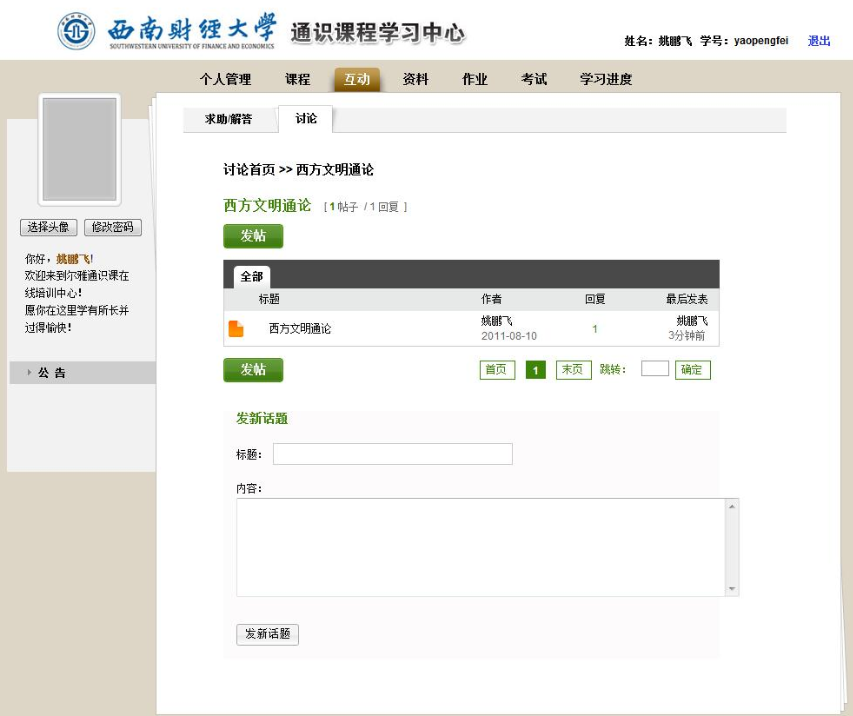 西南财经大学 通识课程学习中心
SOUTHWESTERN UNIVERSITY OF FINANCE AND ECONOMICS
姓名：姚鹏飞 学号：yaopengfei 退出
个人管理 课程 互动 资料 作业 考试 学习进度
求助/解答 讨论
选择头像 修改密码
你好，姚鹏飞!
欢迎来到尔雅通识课在
线培训中心!
愿你在这里学有所长并
过得愉快!
公 告
讨论首页 >> 西方文明通论
西方文明通论 [ 1 帖子 / 1 回复 ]
发帖
全部
标题 作者 回复 最后发表
西方文明通论 姚鹏飞 1 姚鹏飞
2011-08-10 3分钟前
发帖 首页 1 末页 跳转： 确定
发新话题
标题：
内容：
发新话题